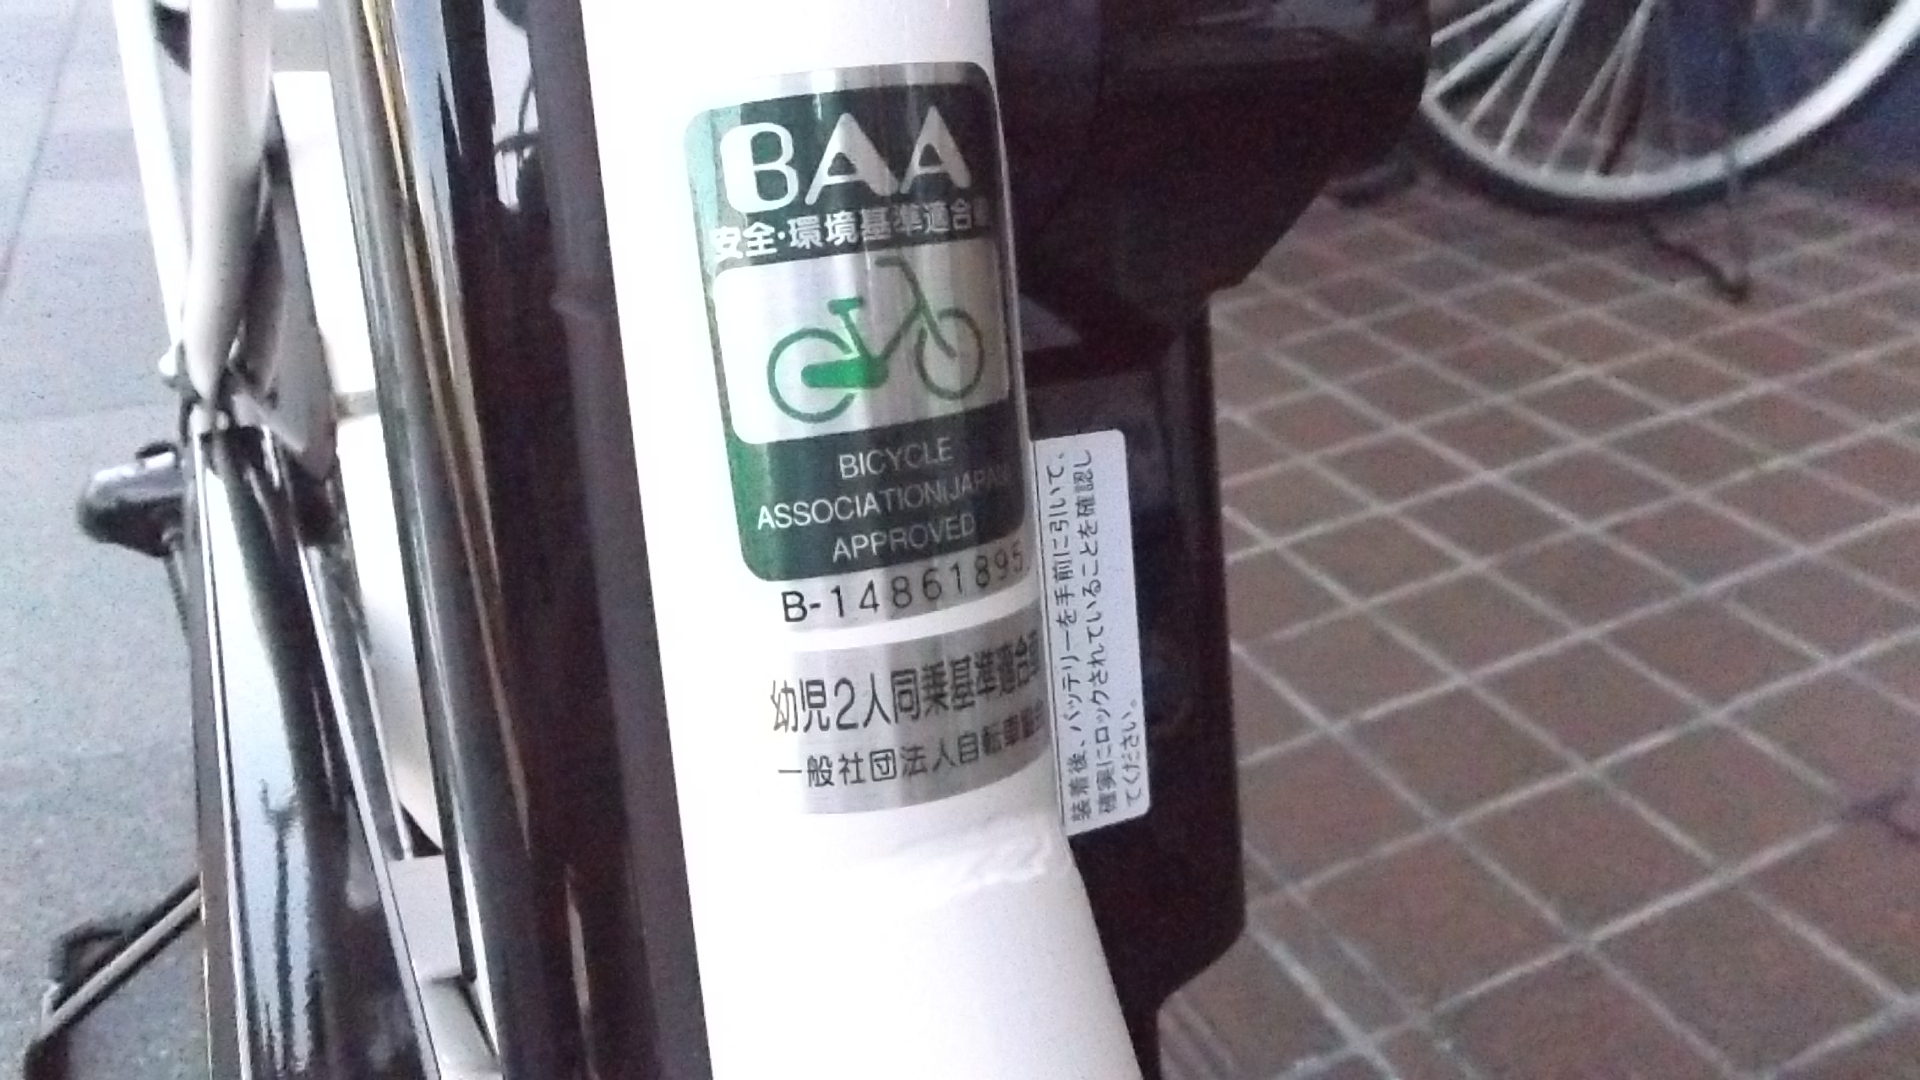 BAA
安全・環境基準適合車
BICYCLE
ASSOCIATION(JAPAN)
APPROVED
B-14861895
幼児2人同乗基準適合車
一般社団法人自転車協会
装着後、バッテリーを手前に引いて、
確実にロックされていることを確認し
てください。